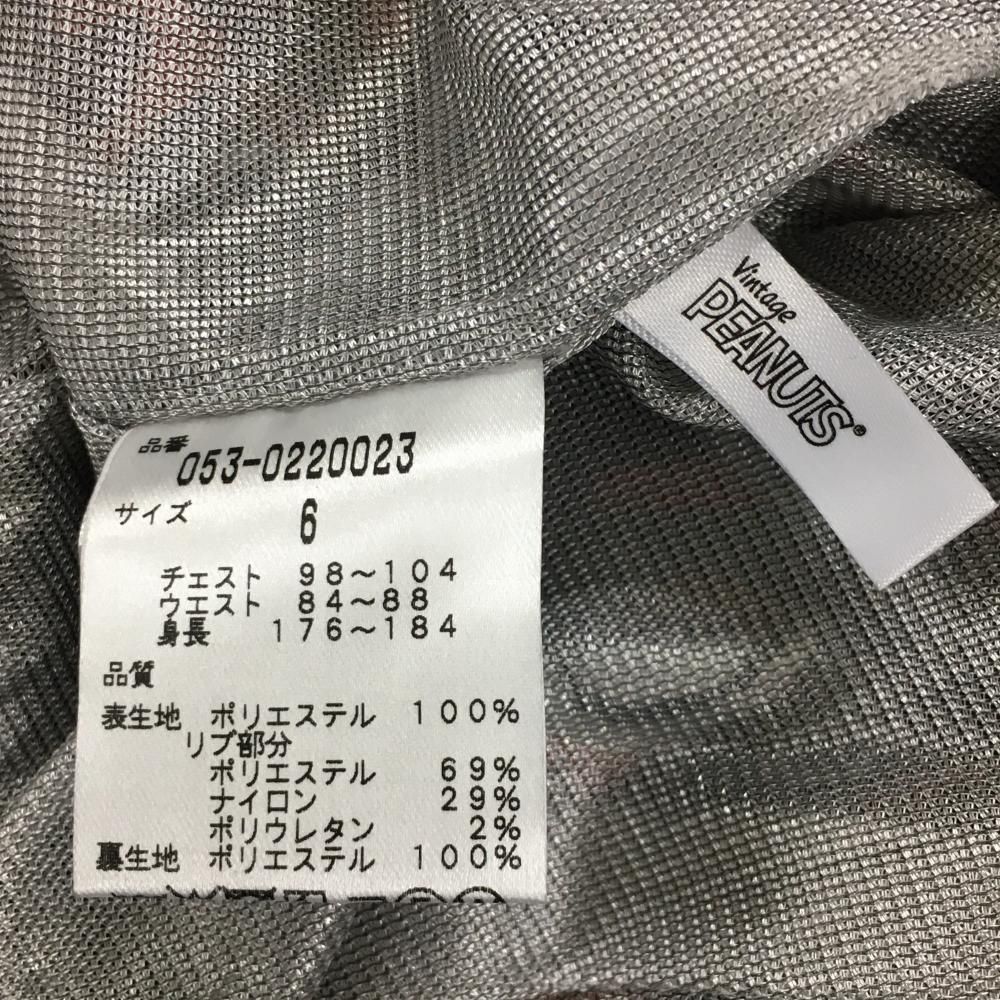 品番
053-0220023
サイズ 6
チェスト 98～104
ウエスト 84～88
身長 176～184
品質
表生地 ポリエステル 100%
リブ部分
ポリエステル 69%
ナイロン 29%
ポリウレタン 2%
裏生地 ポリエステル 100%
Vintage
PEANUTS®